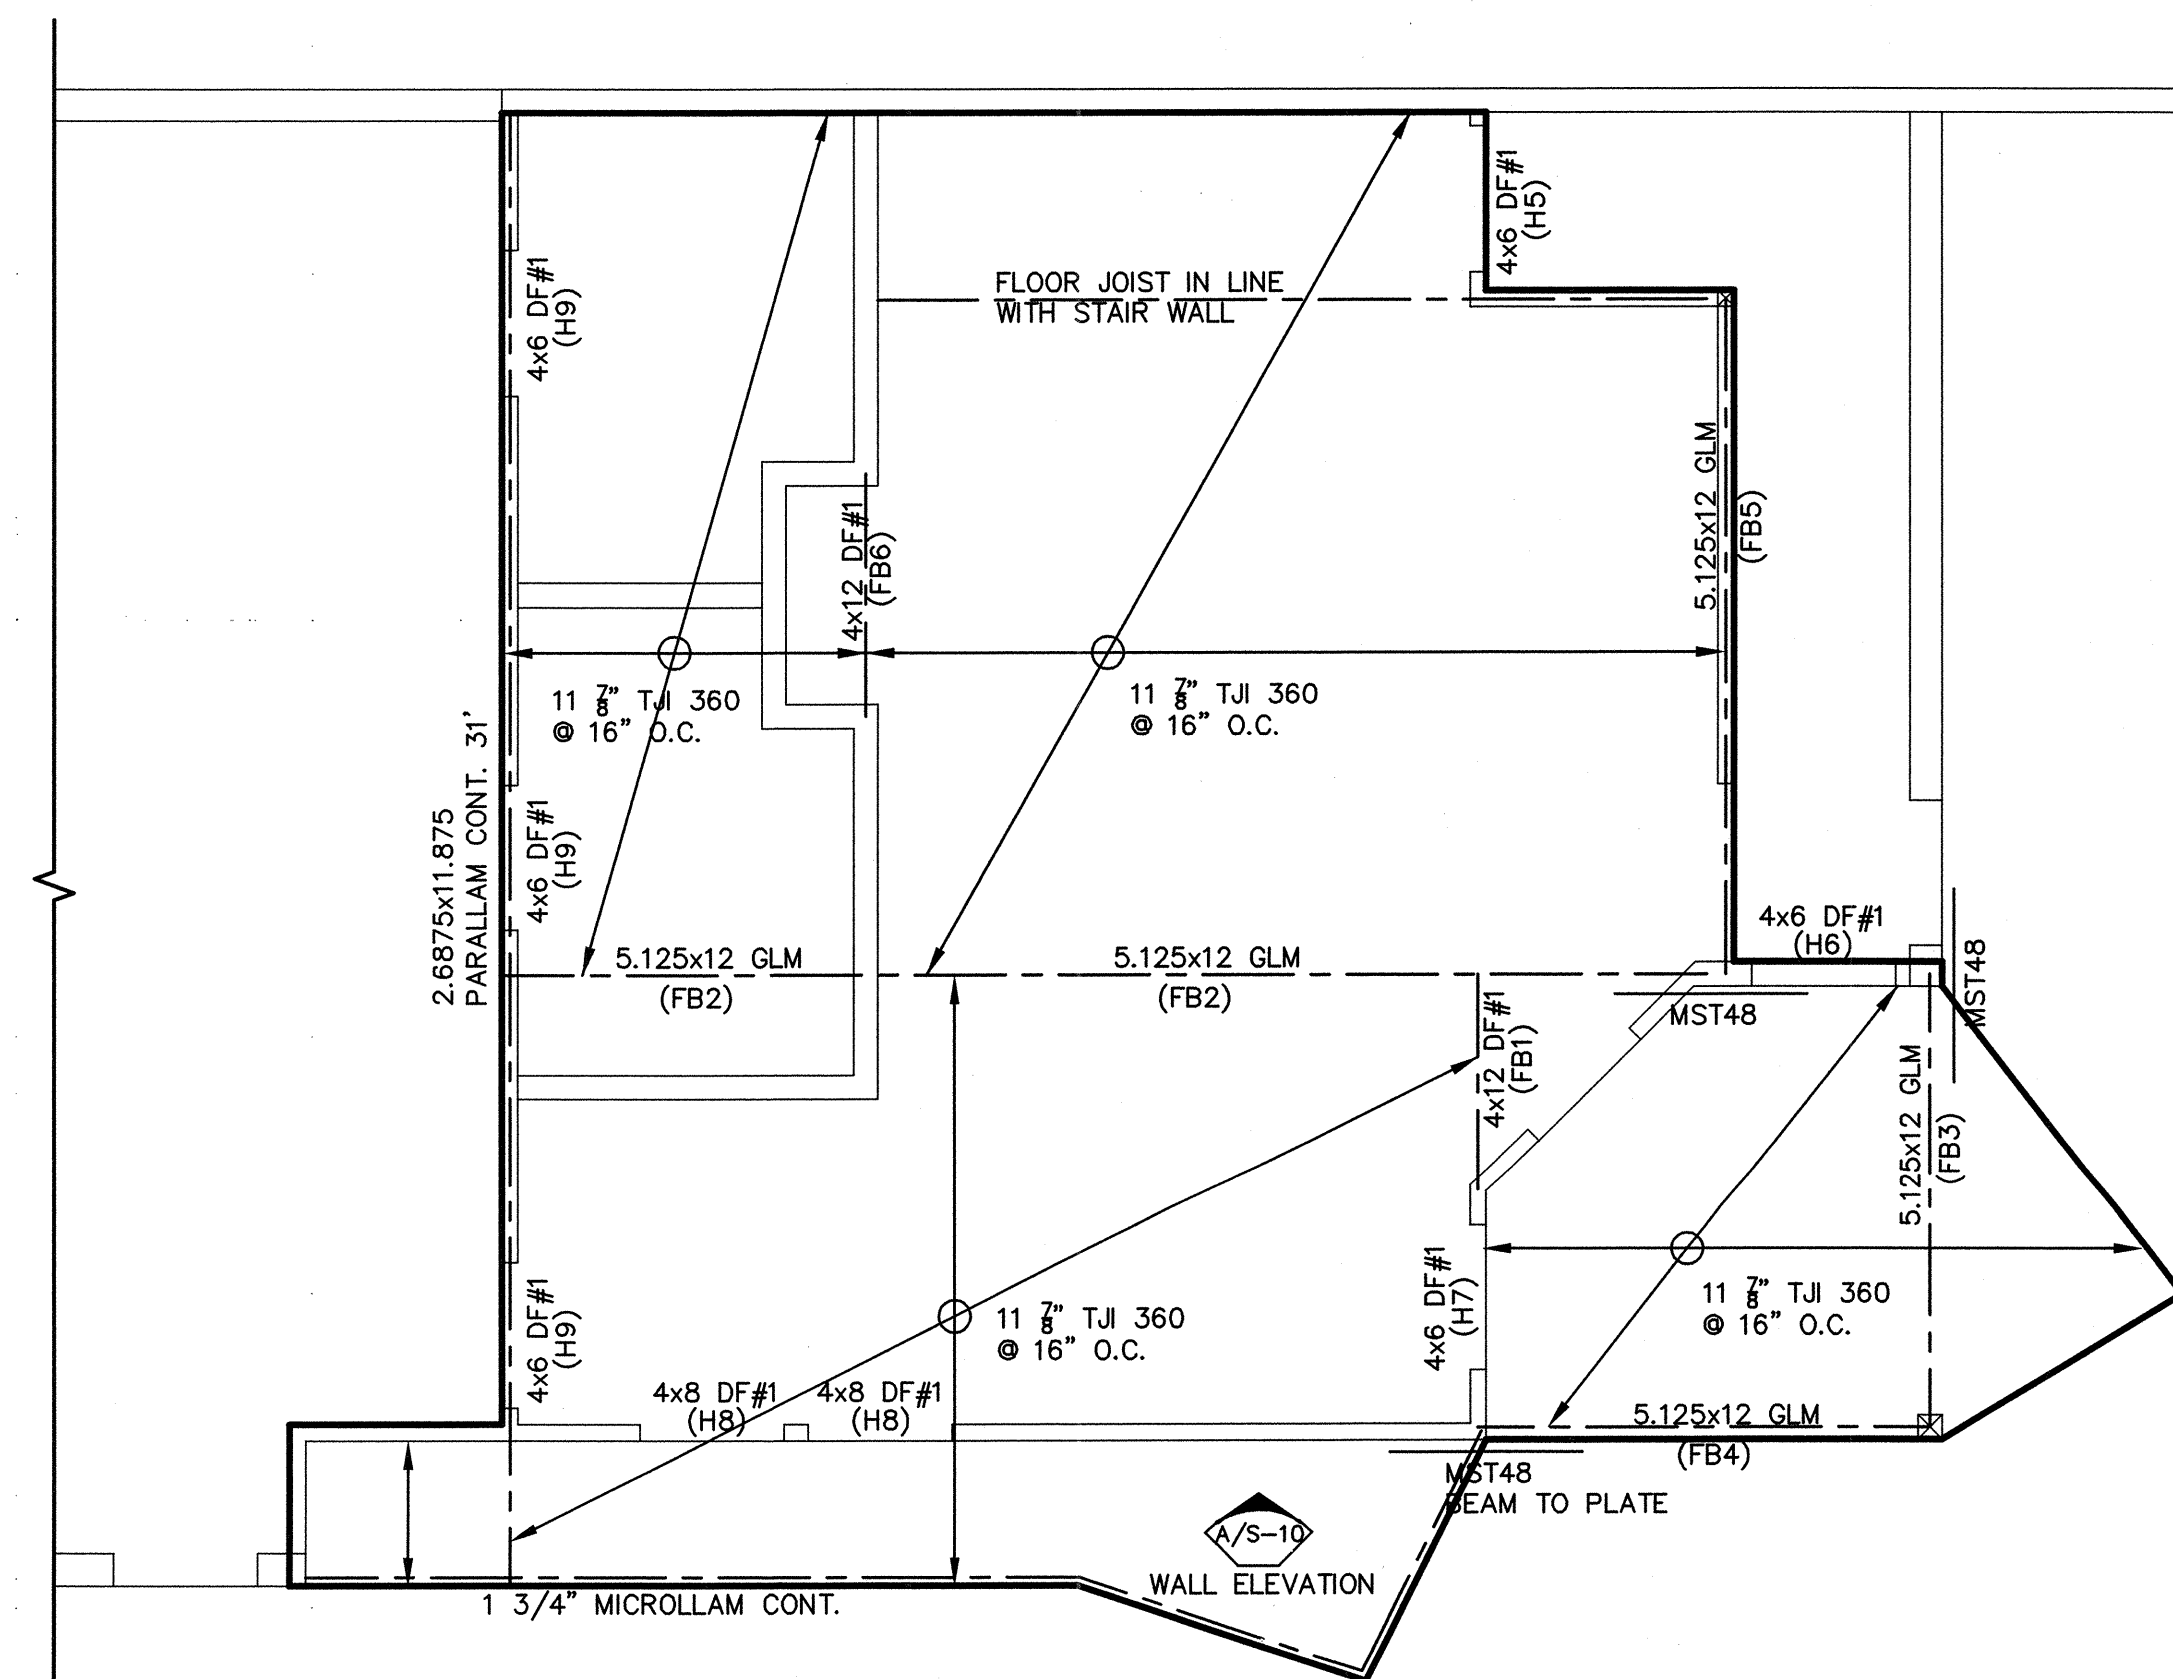 4x6 DF#1
(H5)
FLOOR JOIST IN LINE
WITH STAIR WALL
4x6 DF#1
(H9)
5.125x12 GLM
(FB5)
4x12 DF#1
(FB6)
11 ⅞” TJI 360
@ 16” O.C.
11 ⅞” TJI 360
@ 16” O.C.
2.6875x11.875
PARALLAM CONT. 31’
4x6 DF#1
(H9)
5.125x12 GLM
(FB2)
5.125x12 GLM
(FB2)
4x6 DF#1
(H6)
MST48
MST48
4x12 DF#1
(FB1)
5.125x12 GLM
(FB3)
4x6 DF#1
(H9)
11 ⅞” TJI 360
@ 16” O.C.
4x6 DF#1
(H7)
11 ⅞” TJI 360
@ 16” O.C.
4x8 DF#1
(H8)
4x8 DF#1
(H8)
5.125x12 GLM
(FB4)
MST48
BEAM TO PLATE
A/S-10
WALL ELEVATION
1 3/4” MICROLLAM CONT.